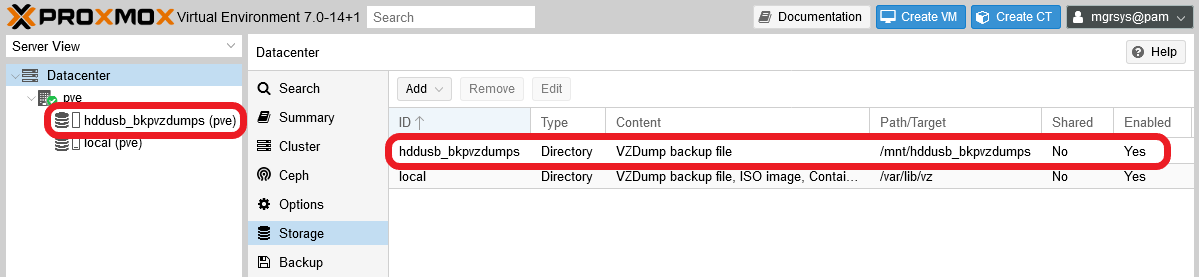 PROXMOX Virtual Environment 7.0-14+1 Search Documentation Create VM Create CT mgrsys@pam
Server View
Datacenter
pve
hddusb_bkpvzdumps (pve)
local (pve)
Datacenter Help
Search
Summary
Cluster
Ceph
Options
Storage
Backup
Add Remove Edit
ID Type Content Path/Target Shared Enabled
hddusb_bkpvzdumps Directory VZDump backup file /mnt/hddusb_bkpvzdumps No Yes
local Directory VZDump backup file, ISO image, Contai... /var/lib/vz No Yes